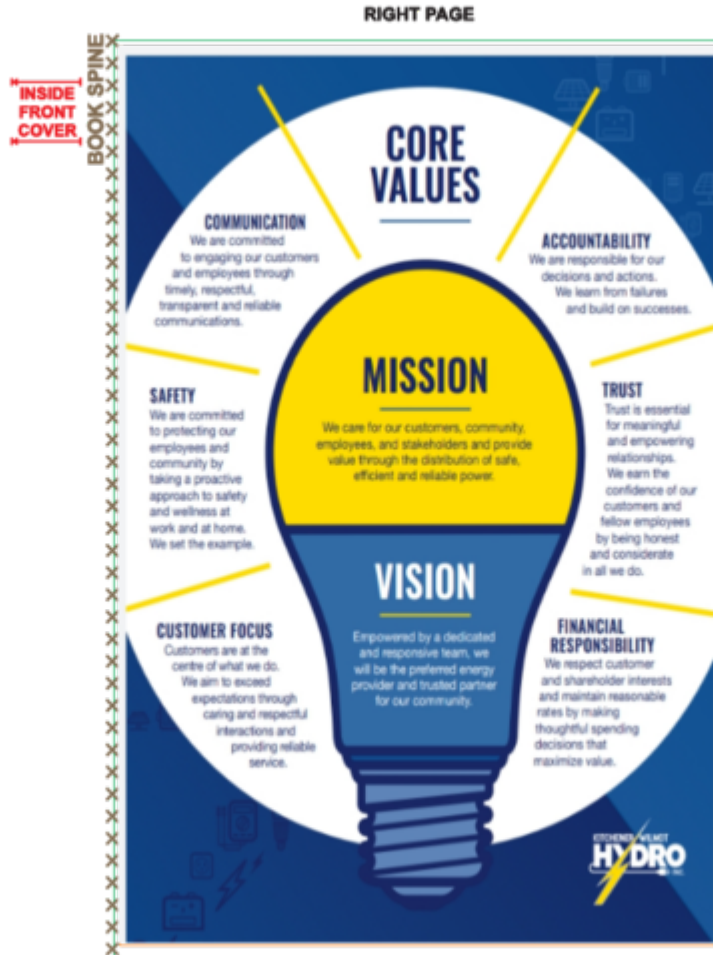 RIGHT PAGE
INSIDE
FRONT
COVER
BOOK SPINE
CORE
VALUES
COMMUNICATION
We are committed
to engaging our customers
and employees through
timely, respectful,
transparent and reliable
communications.
ACCOUNTABILITY
We are responsible for our
decisions and actions.
We learn from failures
and build on successes.
SAFETY
We are committed
to protecting our
employees and
community by
taking a proactive
approach to safety
and wellness at
work and at home.
We set the example.
MISSION
We care for our customers, community,
employees, and stakeholders and provide
value through the distribution of safe,
efficient and reliable power.
TRUST
Trust is essential
for meaningful
and empowering
relationships.
We earn the
confidence of our
customers and
fellow employees
by being honest
and considerate
in all we do.
VISION
Empowered by a dedicated
and responsive team, we
will be the preferred energy
provider and trusted partner
for our community.
CUSTOMER FOCUS
Customers are at the
centre of what we do.
We aim to exceed
expectations through
caring and respectful
interactions and
providing reliable
service.
FINANCIAL
RESPONSIBILITY
We respect customer
and shareholder interests
and maintain reasonable
rates by making
thoughtful spending
decisions that
maximize value.
KITCHENER WILMOT
HYDRO
INC.